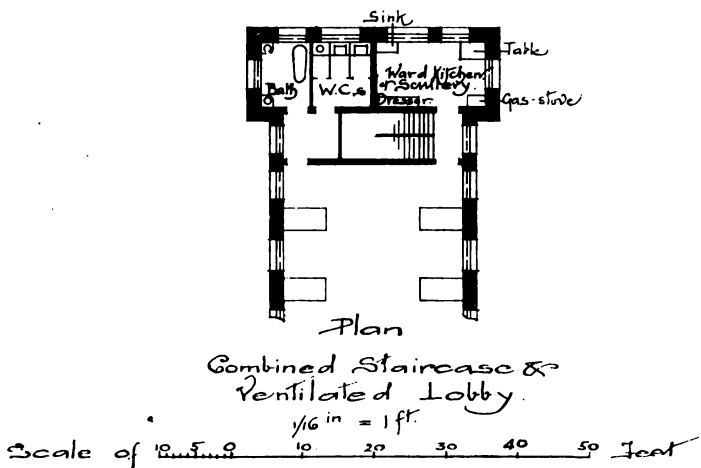 Sink
Table
Ward Kitchen
or Scullery.
Bath
W.C.s
Dresser
Gas-stove
Plan
Combined Staircase &
Ventilated Lobby.
1/16 in = 1 ft.
Scale of 10 5 0 10 20 30 40 50 Feet